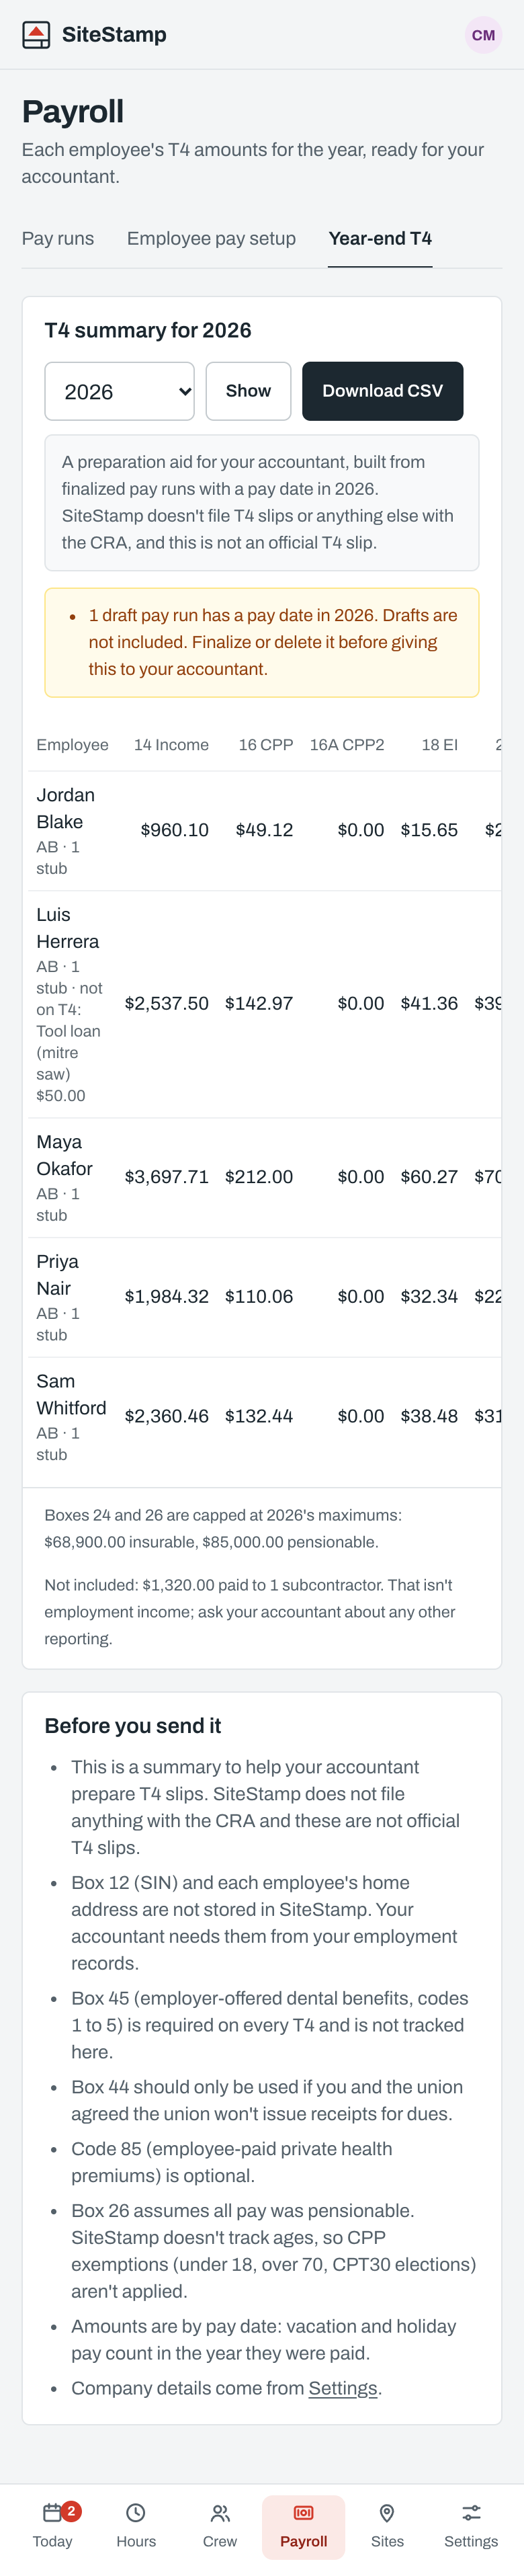 SiteStamp
CM
Payroll
Each employee's T4 amounts for the year, ready for your
accountant.
Pay runs Employee pay setup Year-end T4
T4 summary for 2026
2026 Show Download CSV
A preparation aid for your accountant, built from
finalized pay runs with a pay date in 2026.
SiteStamp doesn't file T4 slips or anything else with
the CRA, and this is not an official T4 slip.
• 1 draft pay run has a pay date in 2026. Drafts are
not included. Finalize or delete it before giving
this to your accountant.
Employee 14 Income 16 CPP 16A CPP2 18 EI
Jordan
Blake
AB · 1
stub
$960.10 $49.12 $0.00 $15.65
Luis
Herrera
AB · 1
stub · not
on T4:
Tool loan
(mitre
saw)
$50.00
$2,537.50 $142.97 $0.00 $41.36
Maya
Okafor
AB · 1
stub
$3,697.71 $212.00 $0.00 $60.27
Priya
Nair
AB · 1
stub
$1,984.32 $110.06 $0.00 $32.34
Sam
Whitford
AB · 1
stub
$2,360.46 $132.44 $0.00 $38.48
Boxes 24 and 26 are capped at 2026's maximums:
$68,900.00 insurable, $85,000.00 pensionable.
Not included: $1,320.00 paid to 1 subcontractor. That isn't
employment income; ask your accountant about any other
reporting.
Before you send it
• This is a summary to help your accountant
prepare T4 slips. SiteStamp does not file
anything with the CRA and these are not official
T4 slips.
• Box 12 (SIN) and each employee's home
address are not stored in SiteStamp. Your
accountant needs them from your employment
records.
• Box 45 (employer-offered dental benefits, codes
1 to 5) is required on every T4 and is not tracked
here.
• Box 44 should only be used if you and the union
agreed the union won't issue receipts for dues.
• Code 85 (employee-paid private health
premiums) is optional.
• Box 26 assumes all pay was pensionable.
SiteStamp doesn't track ages, so CPP
exemptions (under 18, over 70, CPT30 elections)
aren't applied.
• Amounts are by pay date: vacation and holiday
pay count in the year they were paid.
• Company details come from Settings.
2
Today Hours Crew Payroll Sites Settings